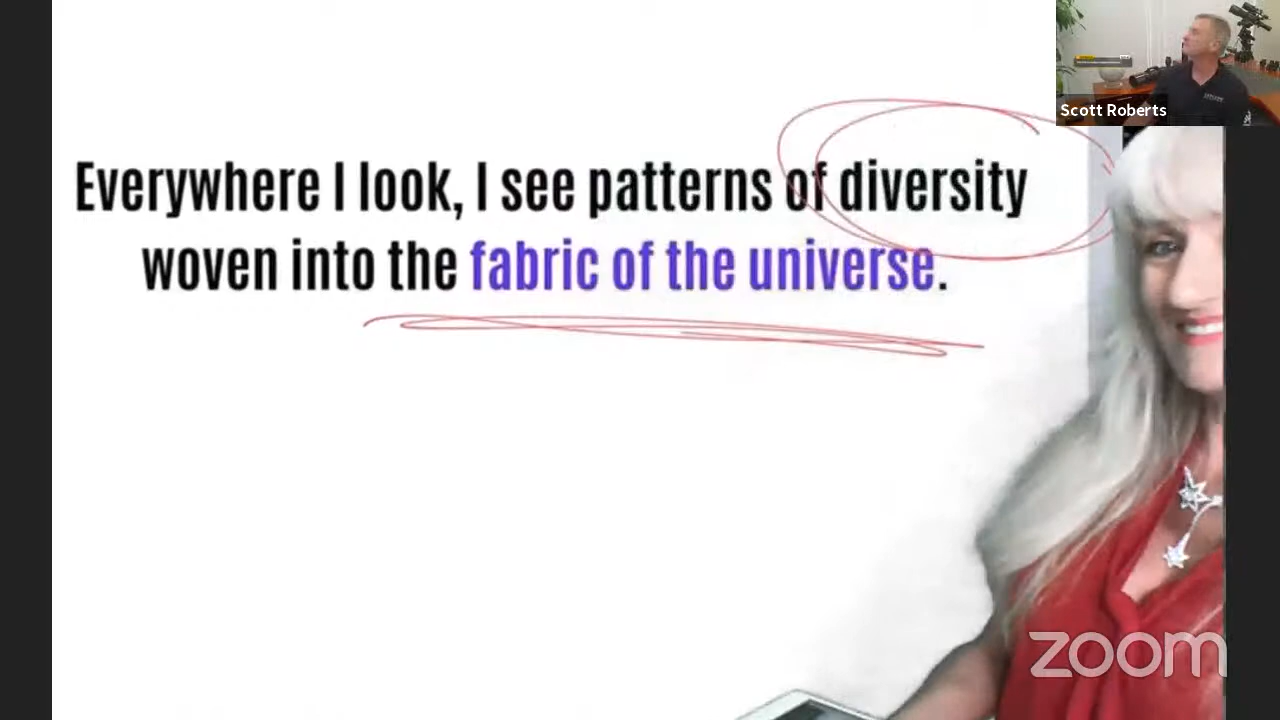 Scott Roberts
Everywhere I look, I see patterns of diversity
woven into the fabric of the universe.
zoom